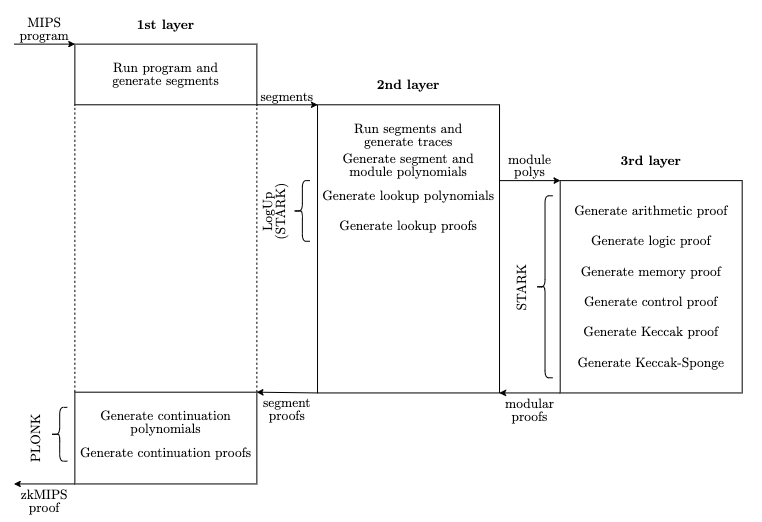 MIPS
program
1st layer
Run program and
generate segments
segments
2nd layer
Run segments and
generate traces
Generate segment and
module polynomials
Generate lookup polynomials
Generate lookup proofs
LogUp
(STARK)
module
polys
3rd layer
Generate arithmetic proof
Generate logic proof
Generate memory proof
Generate control proof
Generate Keccak proof
Generate Keccak-Sponge
STARK
modular
proofs
segment
proofs
Generate continuation
polynomials
Generate continuation proofs
PLONK
zkMIPS
proof